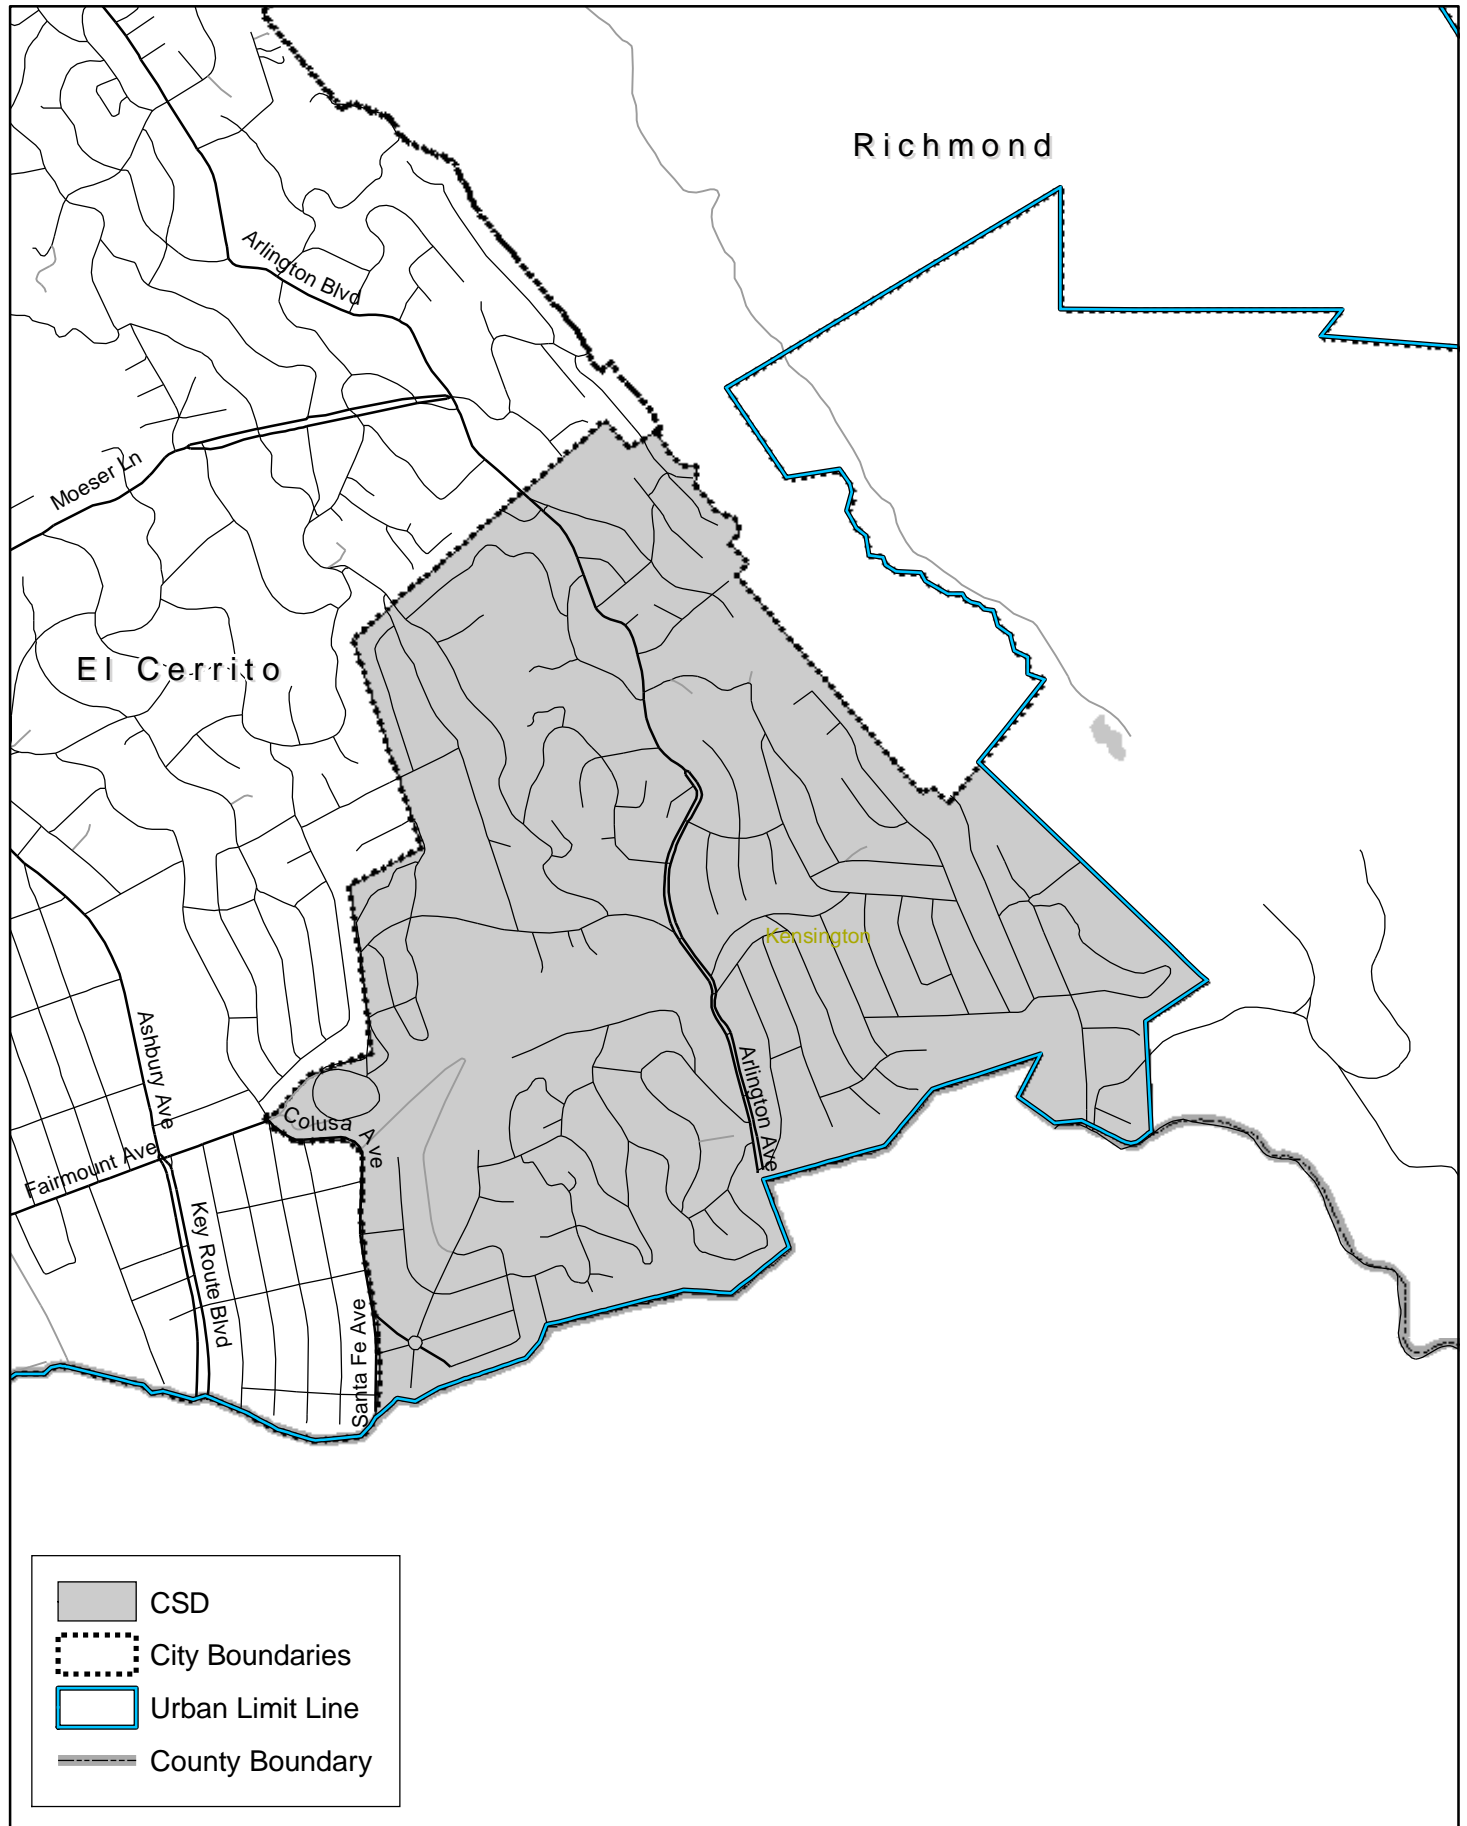 Richmond
Arlington Blvd
Moeser Ln
El Cerrito
Kensington
Ashbury Ave
Arlington Ave
Colusa Ave
Fairmount Ave
Key Route Blvd
Santa Fe Ave
CSD
City Boundaries
Urban Limit Line
County Boundary